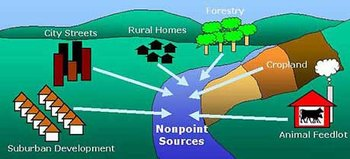 Forestry
Rural Homes
City Streets
Cropland
Nonpoint
Sources
Suburban Development
Animal Feedlot